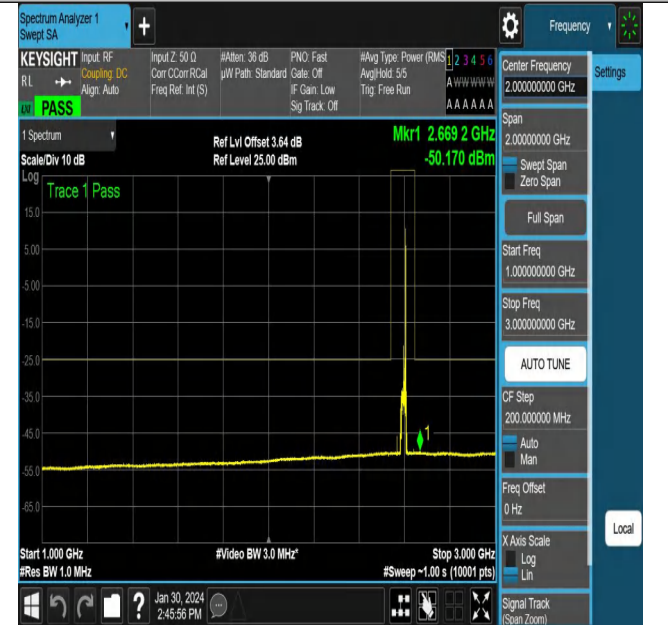 Spectrum Analyzer 1
Swept SA
+
Frequency
KEYSIGHT
RL
LXI PASS
Input: RF
Coupling: DC
Align: Auto
Input Z: 50 Ω
Corr CCorr RCal
Freq Ref: Int (S)
#Atten: 36 dB
µW Path: Standard
PNO: Fast
Gate: Off
IF Gain: Low
Sig Track: Off
#Avg Type: Power (RMS
Avg|Hold: 5/5
Trig: Free Run
1 2 3 4 5 6
A W W W W W
A A A A A A
1 Spectrum
Scale/Div 10 dB
Ref Lvl Offset 3.64 dB
Ref Level 25.00 dBm
Mkr1 2.669 2 GHz
-50.170 dBm
Log
Trace 1 Pass
15.0
5.00
-5.00
-15.0
-25.0
-35.0
-45.0
-55.0
-65.0
1
Start 1.000 GHz
#Res BW 1.0 MHz
#Video BW 3.0 MHz*
Stop 3.000 GHz
#Sweep ~1.00 s (10001 pts)
Center Frequency
2.000000000 GHz
Settings
Span
2.00000000 GHz
Swept Span
Zero Span
Full Span
Start Freq
1.000000000 GHz
Stop Freq
3.000000000 GHz
AUTO TUNE
CF Step
200.000000 MHz
Auto
Man
Freq Offset
0 Hz
X Axis Scale
Log
Lin
Local
Signal Track
(Span Zoom)
?
Jan 30, 2024
2:45:56 PM